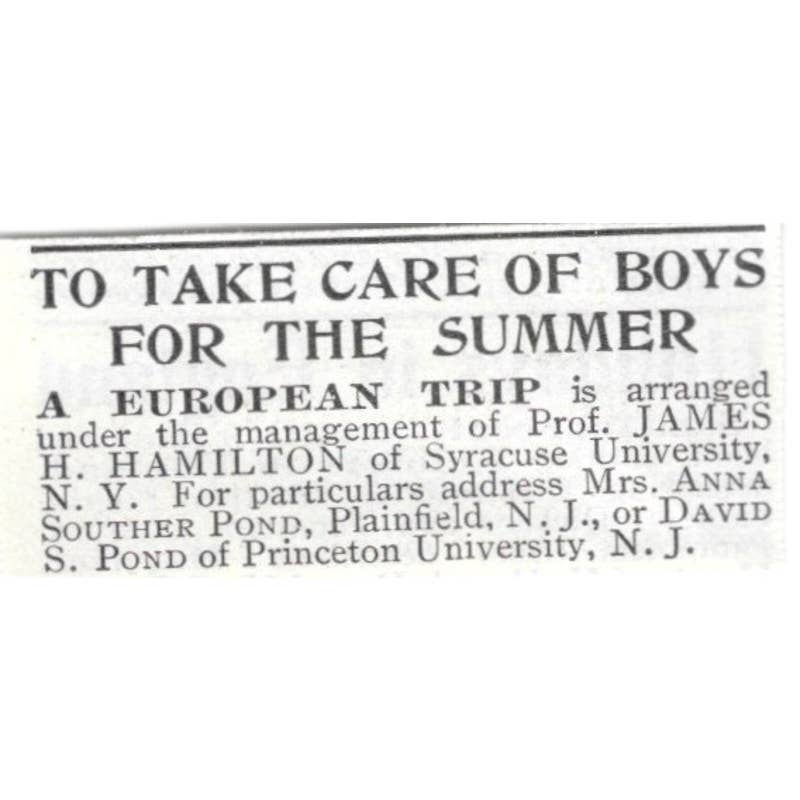 TO TAKE CARE OF BOYS
FOR THE SUMMER
A EUROPEAN TRIP is arranged
under the management of Prof. JAMES
H. HAMILTON of Syracuse University,
N. Y. For particulars address Mrs. ANNA
SOUTHER POND, Plainfield, N. J., or DAVID
S. POND of Princeton University, N. J.